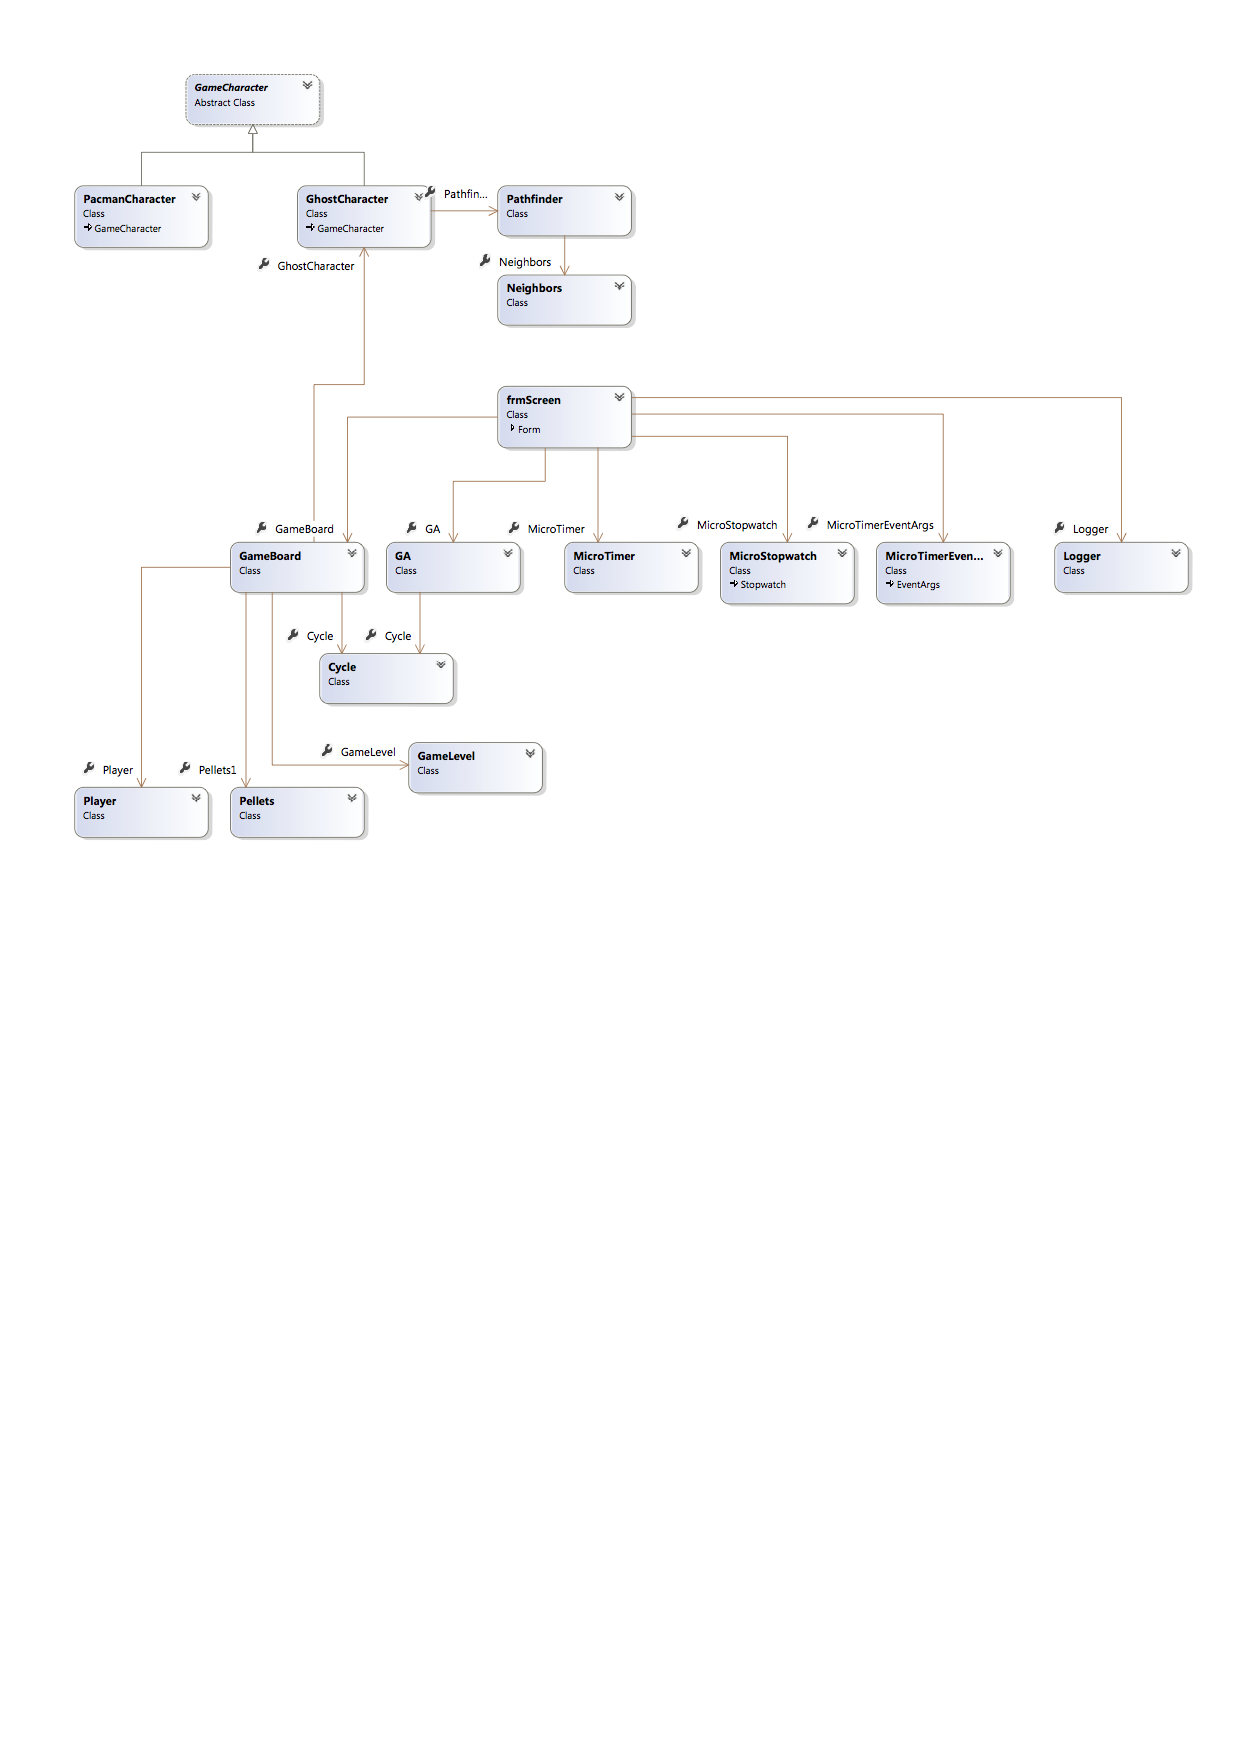 GameCharacter
Abstract Class
PacmanCharacter
Class
GameCharacter
GhostCharacter
Class
GameCharacter
Pathfin...
Pathfinder
Class
GhostCharacter
Neighbors
Neighbors
Class
frmScreen
Class
Form
GameBoard
GA
MicroTimer
MicroStopwatch
MicroTimerEventArgs
Logger
GameBoard
Class
GA
Class
MicroTimer
Class
MicroStopwatch
Class
Stopwatch
MicroTimerEven...
Class
EventArgs
Logger
Class
Cycle
Cycle
Cycle
Class
GameLevel
GameLevel
Class
Player
Pellets1
Player
Class
Pellets
Class